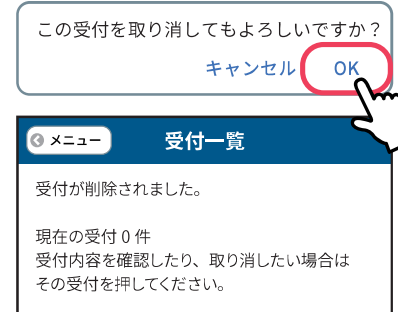 この受付を取り消してもよろしいですか？
キャンセル OK
メニュー 受付一覧
受付が削除されました。
現在の受付 0 件
受付内容を確認したり、取り消したい場合は
その受付を押してください。